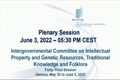 Plenary Session
June 3, 2022 – 05:30 PM CEST
Intergovernmental Committee on Intellectual
Property and Genetic Resources, Traditional
Knowledge and Folklore
Forty-Third Session
Geneva, May 30 to June 3, 2022